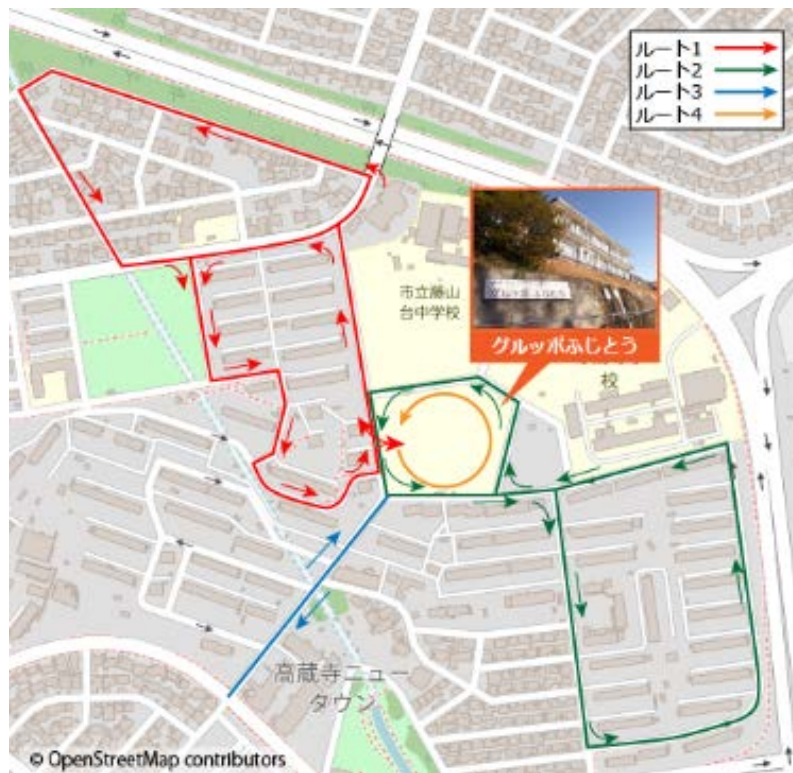 ルート1
ルート2
ルート3
ルート4
市立藤山
台中学校
グルッポふじとう
校
高蔵寺ニュー
タウン
© OpenStreetMap contributors